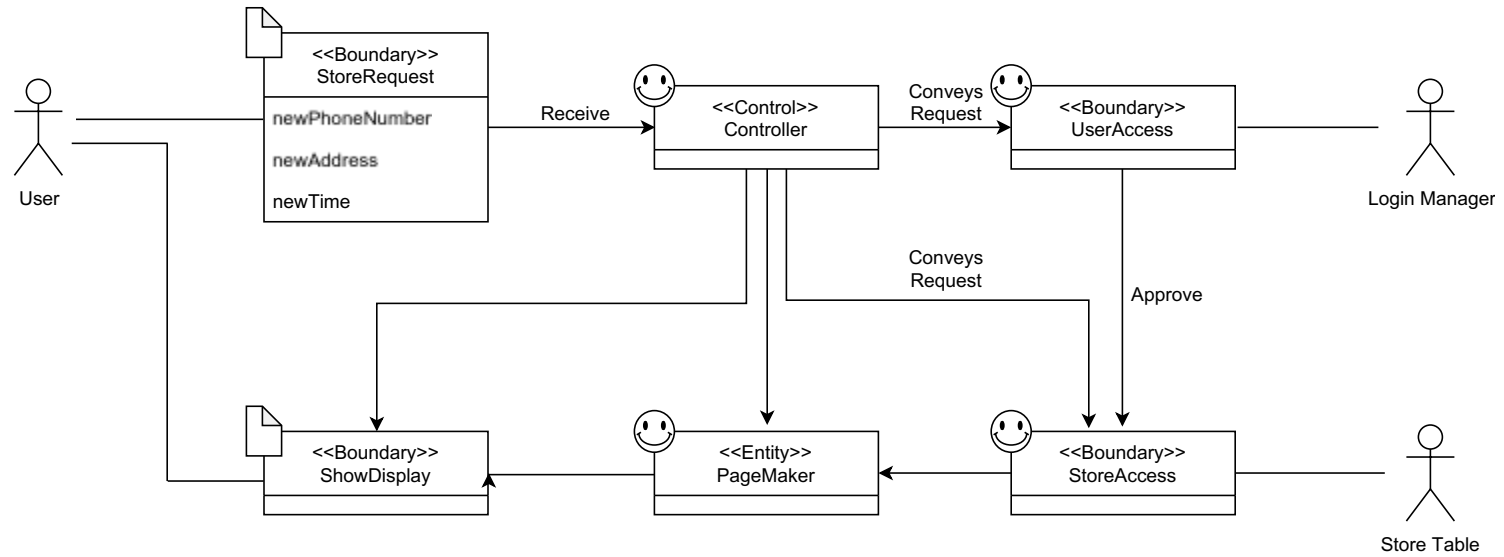 <<Boundary>>
StoreRequest
newPhoneNumber
newAddress
newTime
User
Receive
<<Control>>
Controller
Conveys
Request
<<Boundary>>
UserAccess
Login Manager
Conveys
Request
Approve
<<Boundary>>
ShowDisplay
<<Entity>>
PageMaker
<<Boundary>>
StoreAccess
Store Table